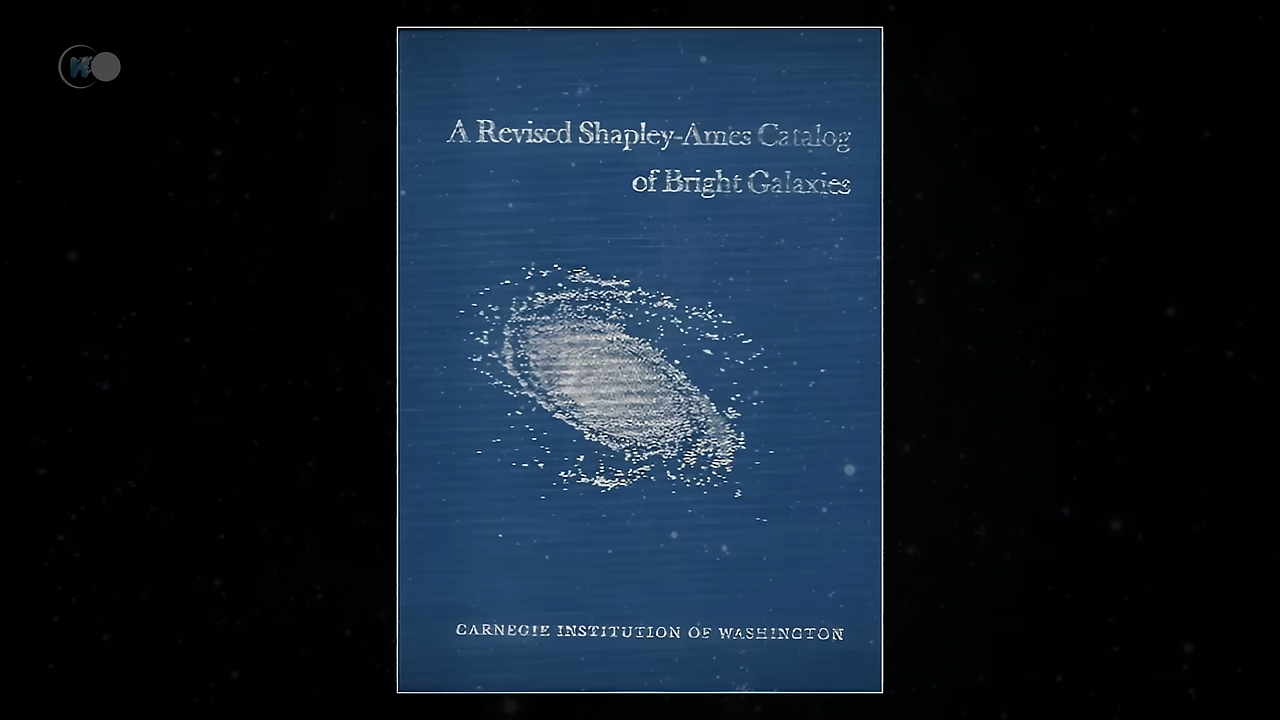 A Revised Shapley-Ames Catalog
of Bright Galaxies
CARNEGIE INSTITUTION OF WASHINGTON